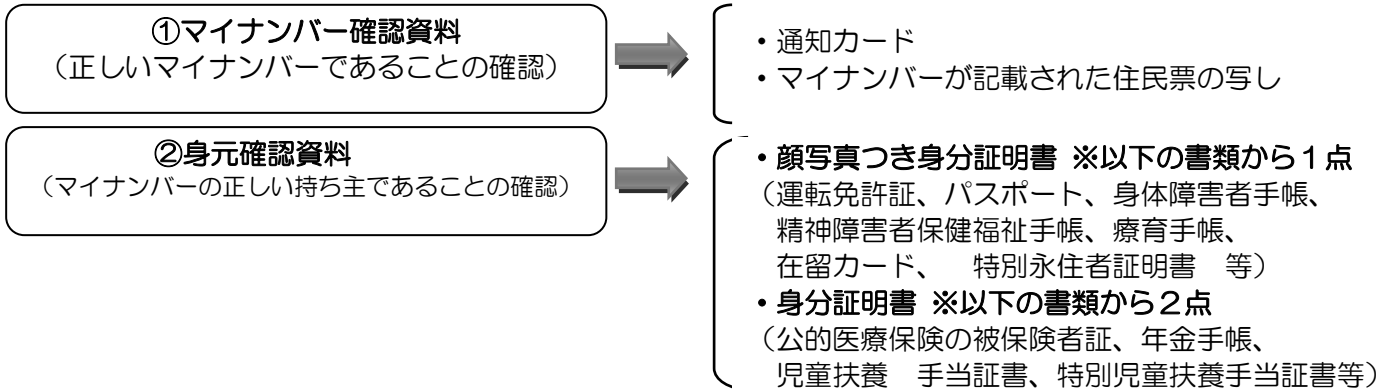 ①マイナンバー確認資料
（正しいマイナンバーであることの確認）
・通知カード
・マイナンバーが記載された住民票の写し
②身元確認資料
（マイナンバーの正しい持ち主であることの確認）
・顔写真つき身分証明書 ※以下の書類から１点
（運転免許証、パスポート、身体障害者手帳、
精神障害者保健福祉手帳、療育手帳、
在留カード、　特別永住者証明書　等）
・身分証明書 ※以下の書類から２点
（公的医療保険の被保険者証、年金手帳、
児童扶養　手当証書、特別児童扶養手当証書等）